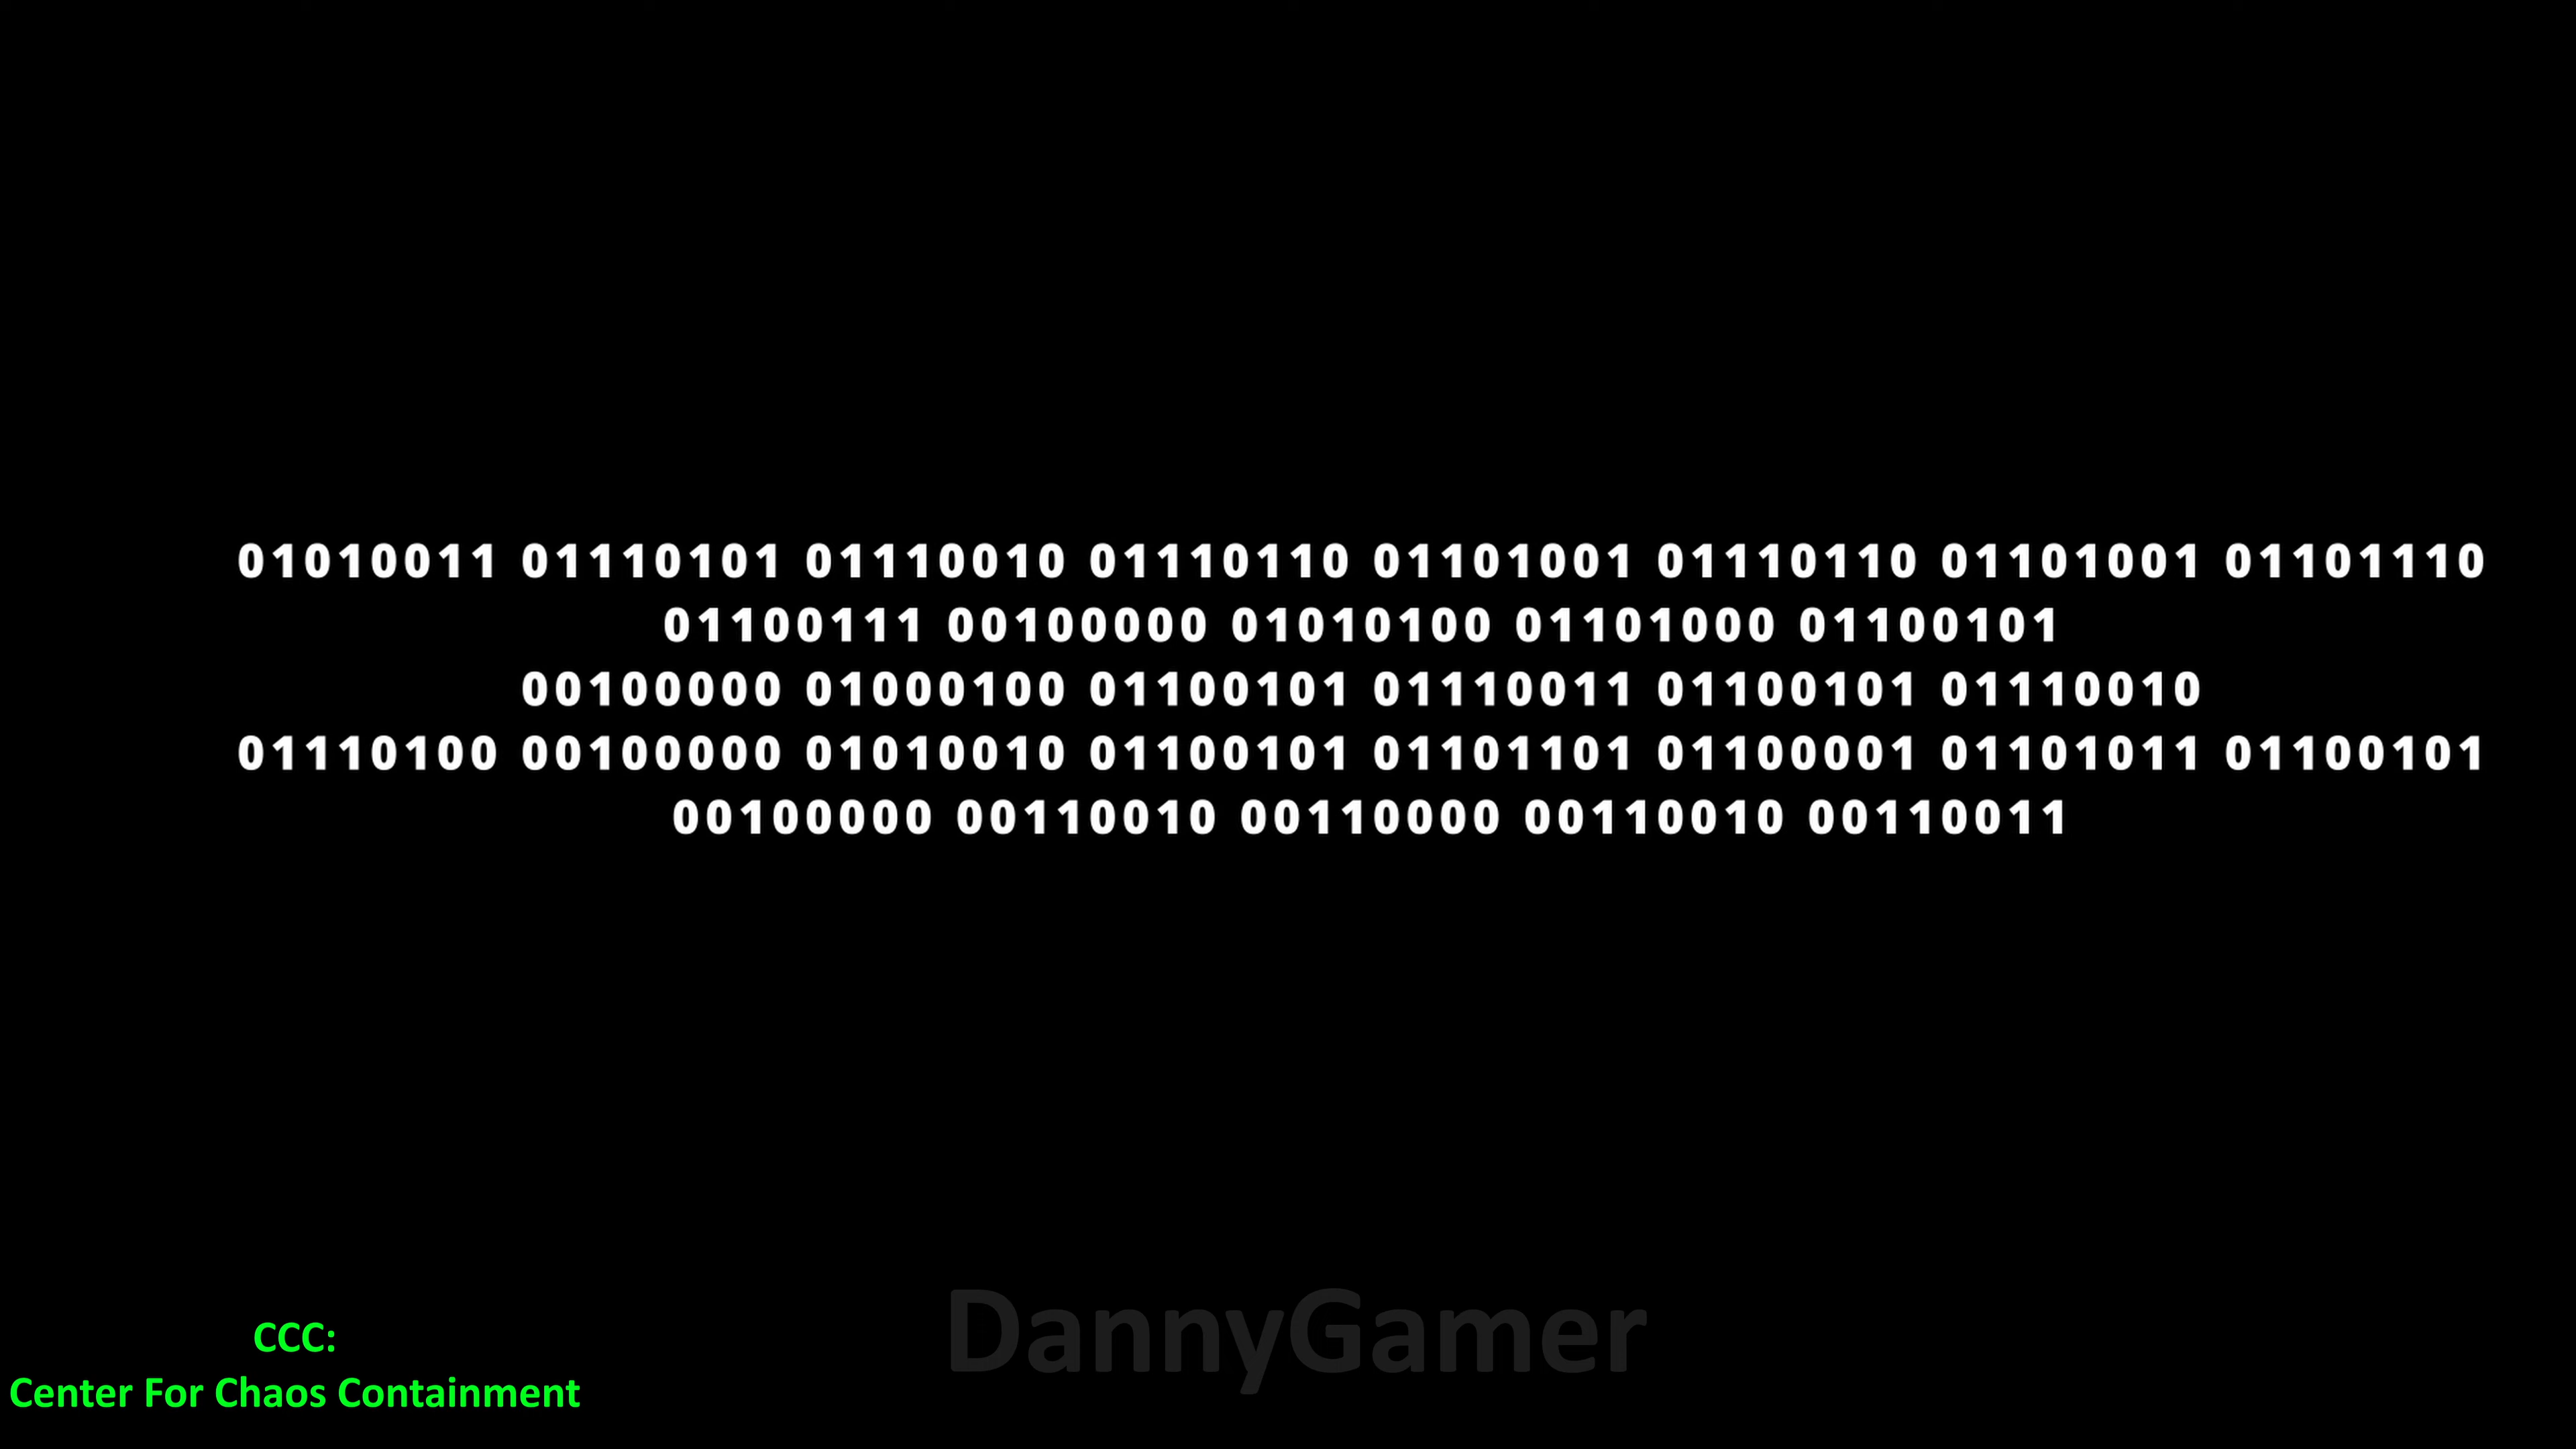 01010011 01110101 01110010 01110110 01101001 01110110 01101001 01101110
01100111 00100000 01010100 01101000 01100101
00100000 01000100 01100101 01110011 01100101 01110010
01110100 00100000 01010010 01100101 01101101 01100001 01101011 01100101
00100000 00110010 00110000 00110010 00110011
DannyGamer
CCC:
Center For Chaos Containment